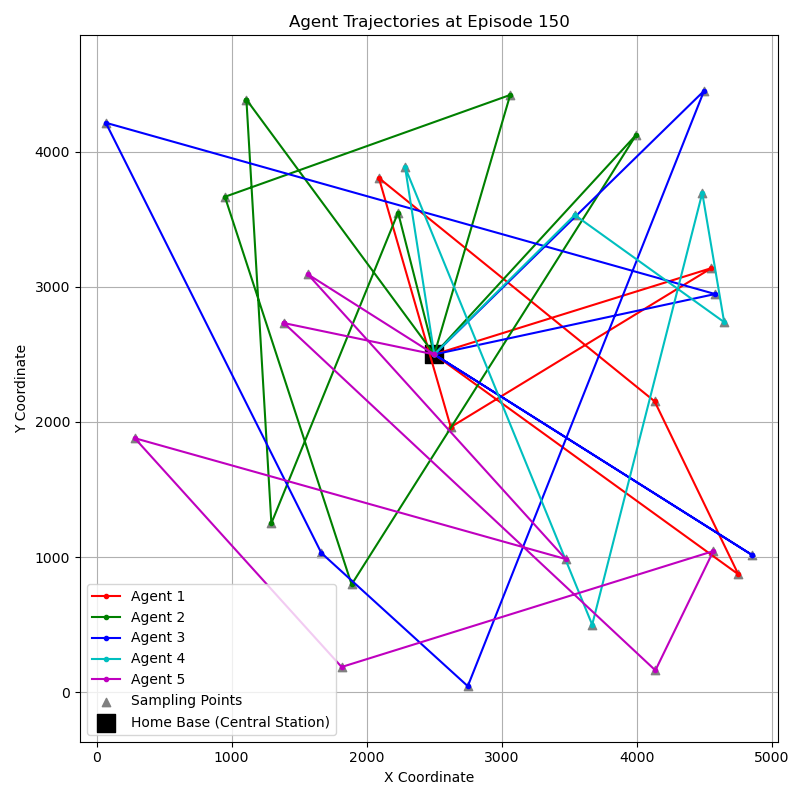 Agent Trajectories at Episode 150
Y Coordinate
4000
3000
2000
1000
0
Agent 1
Agent 2
Agent 3
Agent 4
Agent 5
Sampling Points
Home Base (Central Station)
0 1000 2000 3000 4000 5000
X Coordinate